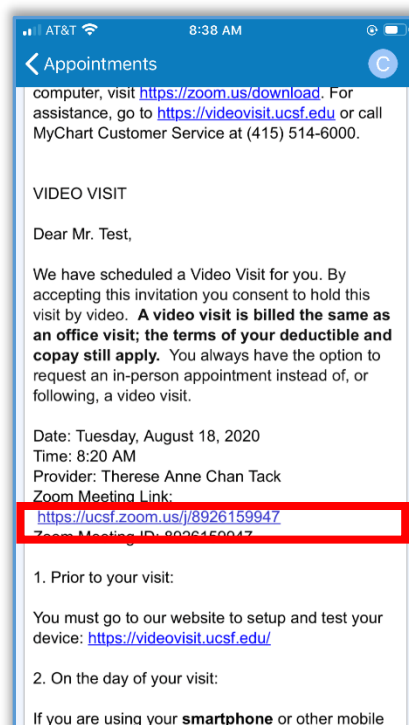 AT&T 8:38 AM
Appointments C
computer, visit https://zoom.us/download. For
assistance, go to https://videovisit.ucsf.edu or call
MyChart Customer Service at (415) 514-6000.
VIDEO VISIT
Dear Mr. Test,
We have scheduled a Video Visit for you. By
accepting this invitation you consent to hold this
visit by video. A video visit is billed the same as
an office visit; the terms of your deductible and
copay still apply. You always have the option to
request an in-person appointment instead of, or
following, a video visit.
Date: Tuesday, August 18, 2020
Time: 8:20 AM
Provider: Therese Anne Chan Tack
Zoom Meeting Link:
https://ucsf.zoom.us/j/8926159947
Zoom Meeting ID: 8926159947
1. Prior to your visit:
You must go to our website to setup and test your
device: https://videovisit.ucsf.edu/
2. On the day of your visit:
If you are using your smartphone or other mobile